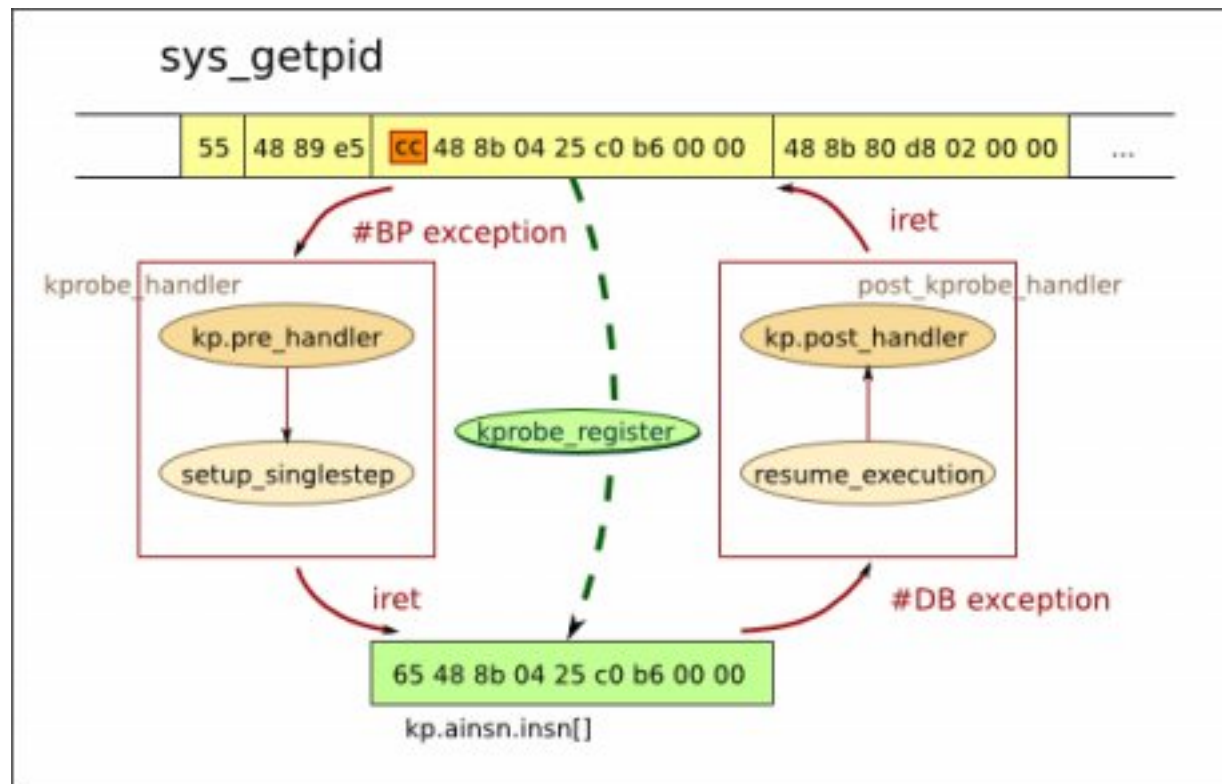 sys_getpid
55 48 89 e5 cc 48 8b 04 25 c0 b6 00 00 48 8b 80 d8 02 00 00 ...
#BP exception
iret
kprobe_handler
post_kprobe_handler
kp.pre_handler
kp.post_handler
kprobe_register
setup_singlestep
resume_execution
iret
#DB exception
65 48 8b 04 25 c0 b6 00 00
kp.ainsn.insn[]